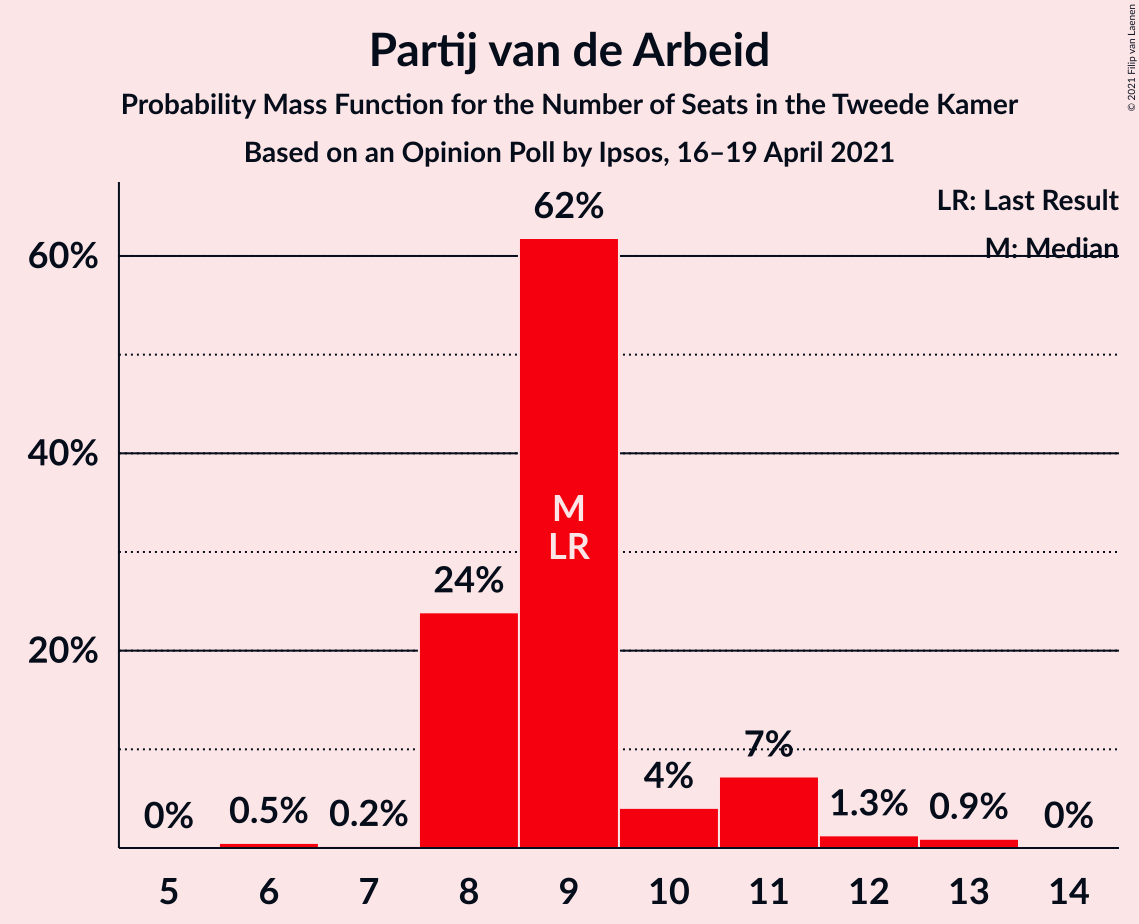 Partij van de Arbeid
Probability Mass Function for the Number of Seats in the Tweede Kamer
Based on an Opinion Poll by Ipsos, 16–19 April 2021
© 2021 Filip van Laenen
LR: Last Result
M: Median
60%
40%
20%
0%
0.5%
0.2%
24%
62%
M
LR
4%
7%
1.3%
0.9%
0%
5 6 7 8 9 10 11 12 13 14